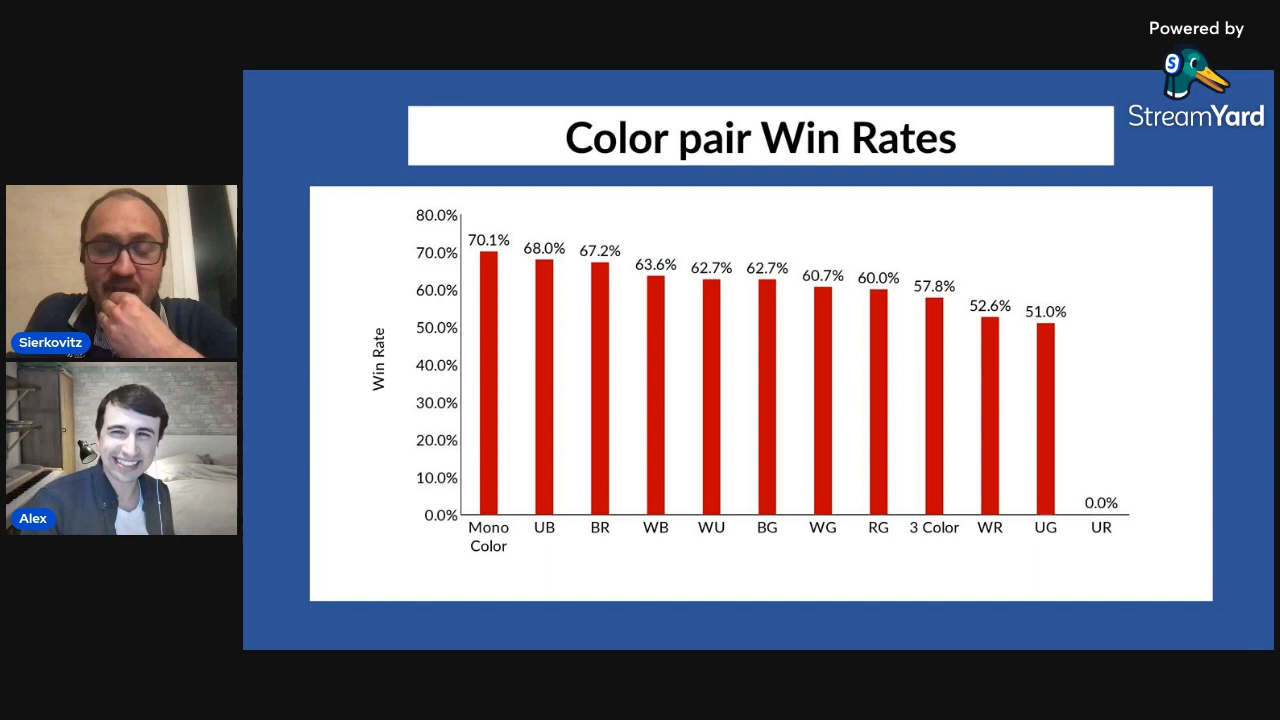 Powered by
StreamYard
Color pair Win Rates
Sierkovitz
Alex
Win Rate
80.0%
70.0%
60.0%
50.0%
40.0%
30.0%
20.0%
10.0%
0.0%
70.1%
68.0%
67.2%
63.6%
62.7%
62.7%
60.7%
60.0%
57.8%
52.6%
51.0%
0.0%
Mono
Color
UB
BR
WB
WU
BG
WG
RG
3 Color
WR
UG
UR